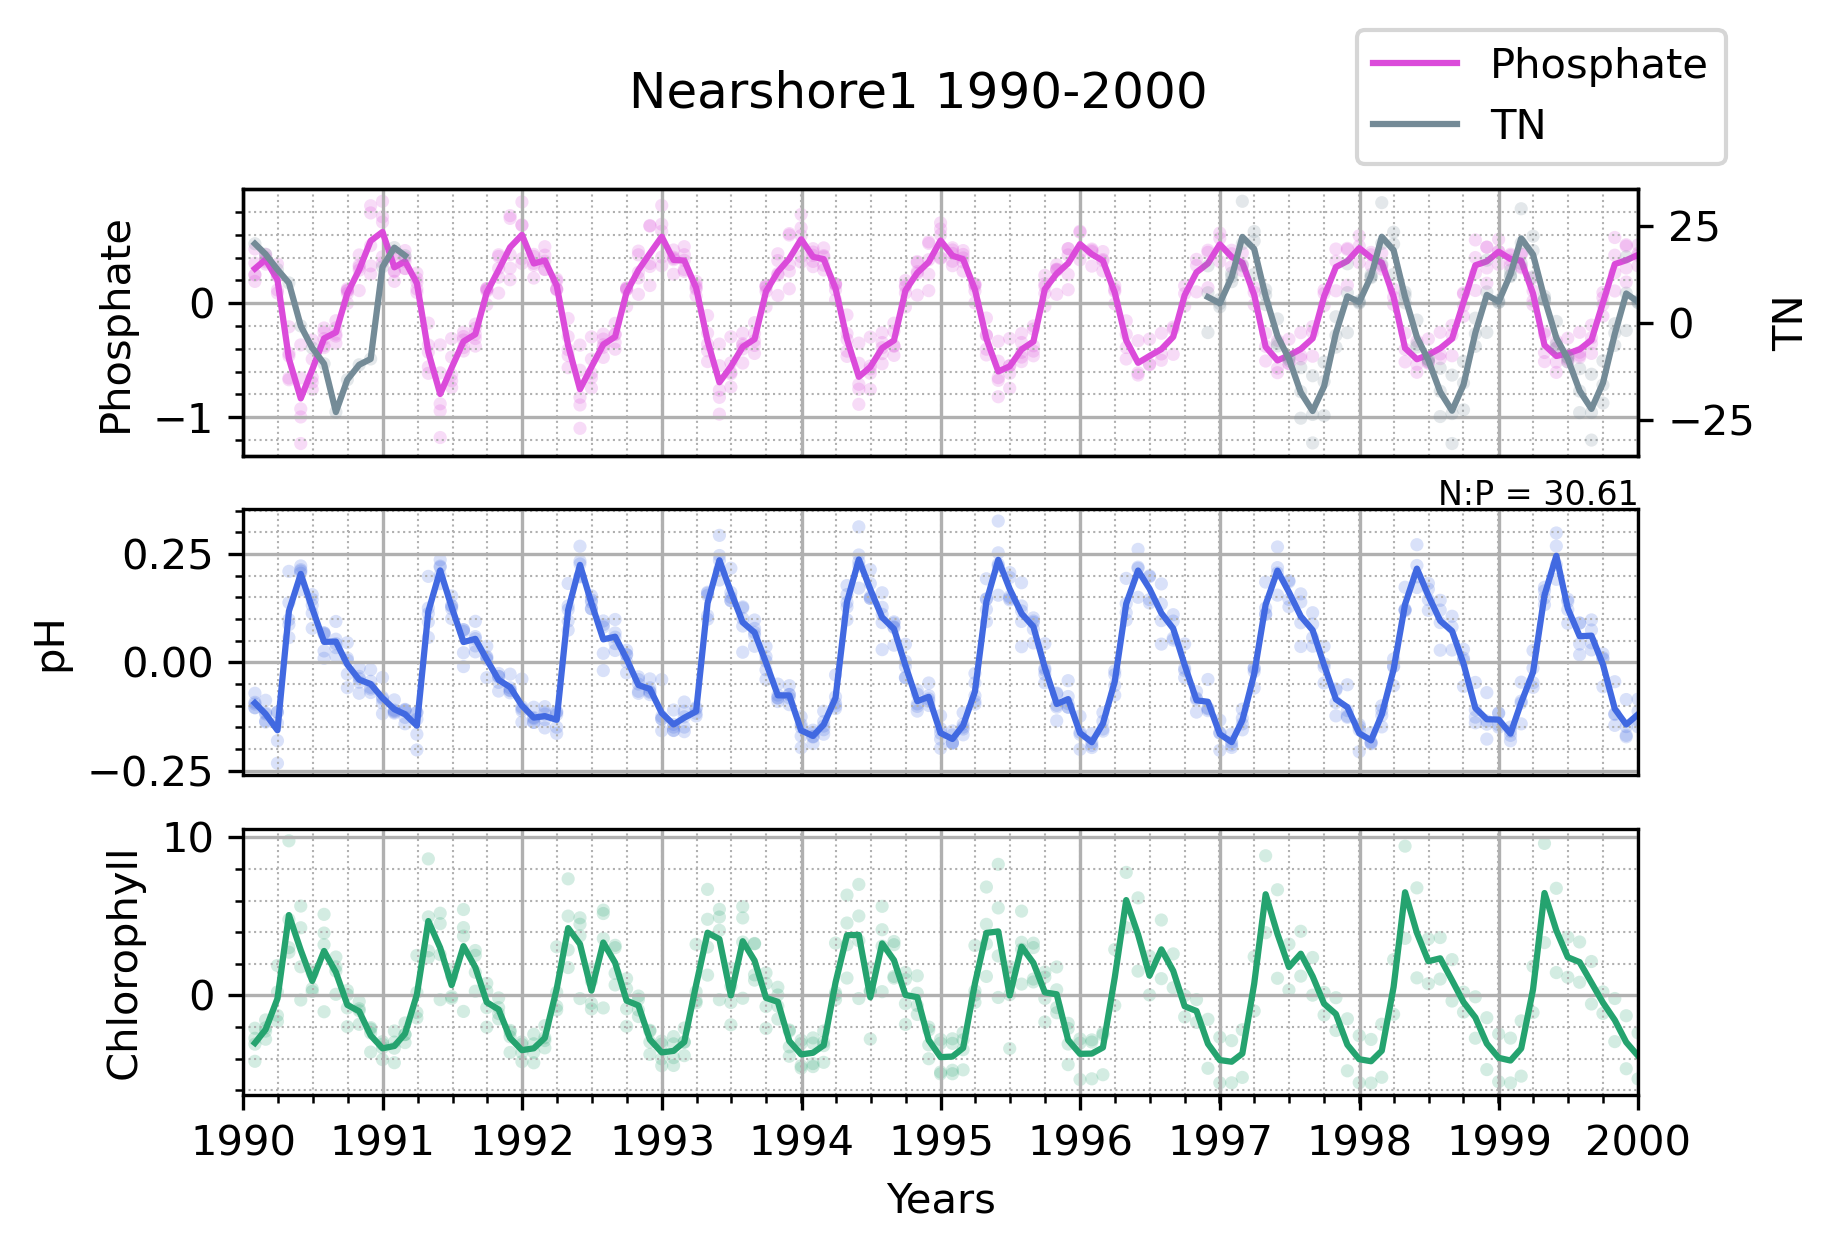 Nearshore1 1990-2000
Phosphate
TN
Phosphate
0
−1
25
0
−25
TN
N:P = 30.61
pH
0.25
0.00
−0.25
Chlorophyll
10
0
1990 1991 1992 1993 1994 1995 1996 1997 1998 1999 2000
Years